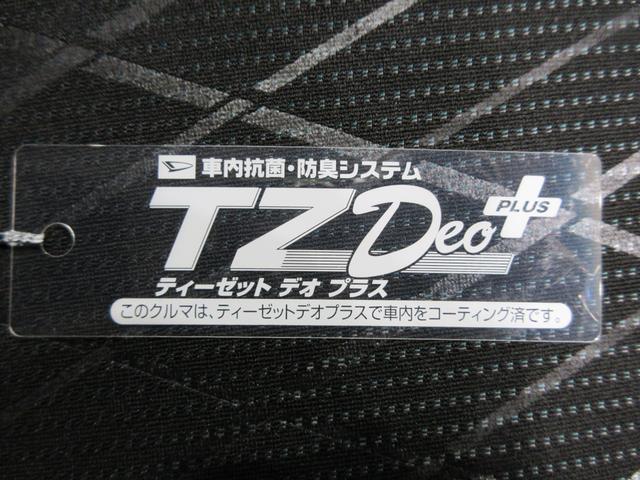 車内抗菌・防臭システム
TZ Deo PLUS
ティーゼット デオ プラス
このクルマは、ティーゼットデオプラスで車内をコーティング済です。